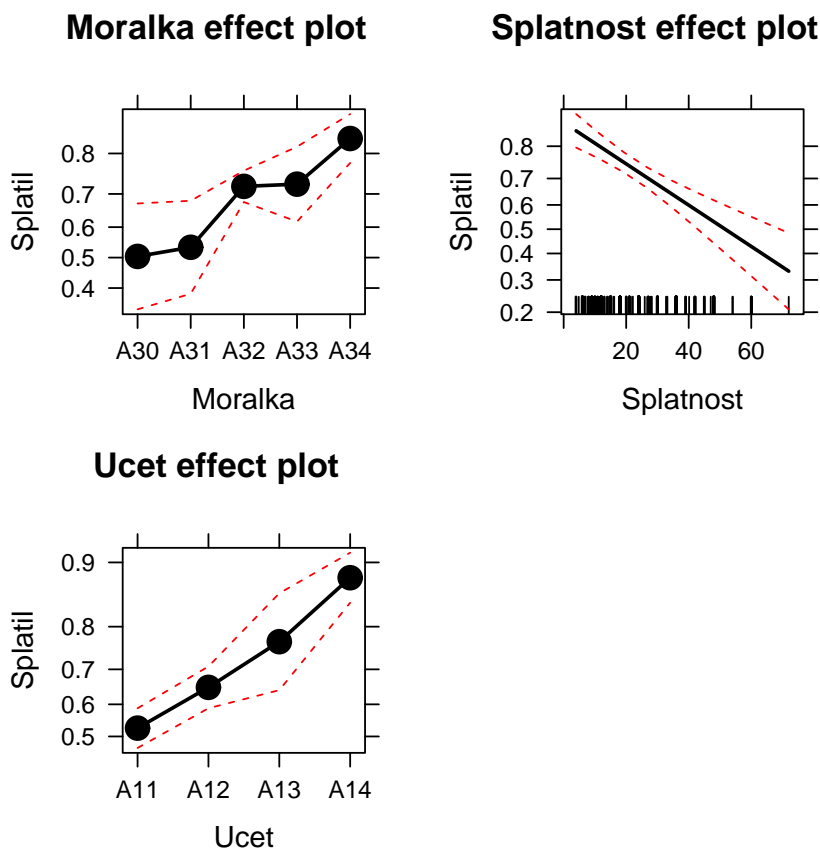 Moralka effect plot
Splatil
0.8
0.7
0.6
0.5
0.4
A30 A31 A32 A33 A34
Moralka
Splatnost effect plot
Splatil
0.8
0.7
0.6
0.5
0.4
0.3
0.2
20 40 60
Splatnost
Ucet effect plot
Splatil
0.9
0.8
0.7
0.6
0.5
A11 A12 A13 A14
Ucet